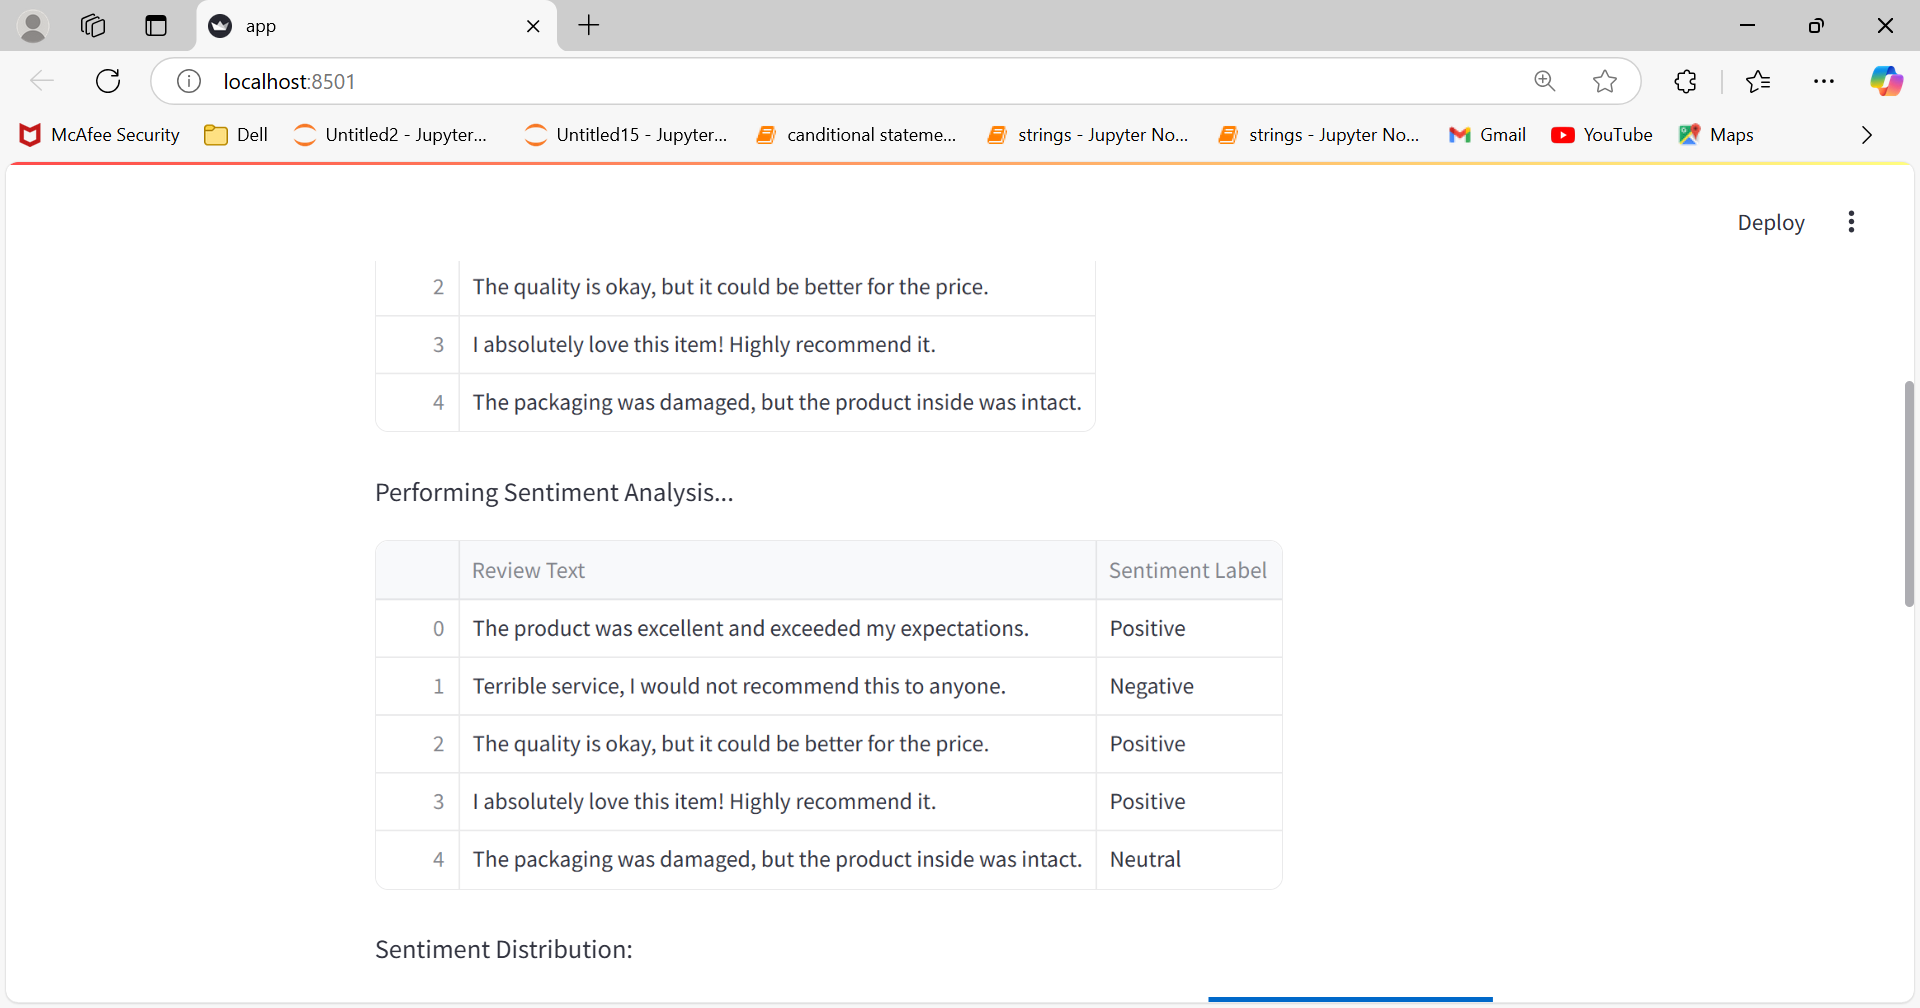 app
localhost:8501
McAfee Security Dell Untitled2 - Jupyter... Untitled15 - Jupyter... canditional stateme... strings - Jupyter No... strings - Jupyter No... Gmail YouTube Maps
Deploy
2 The quality is okay, but it could be better for the price.
3 I absolutely love this item! Highly recommend it.
4 The packaging was damaged, but the product inside was intact.
Performing Sentiment Analysis...
Review Text Sentiment Label
0 The product was excellent and exceeded my expectations. Positive
1 Terrible service, I would not recommend this to anyone. Negative
2 The quality is okay, but it could be better for the price. Positive
3 I absolutely love this item! Highly recommend it. Positive
4 The packaging was damaged, but the product inside was intact. Neutral
Sentiment Distribution: